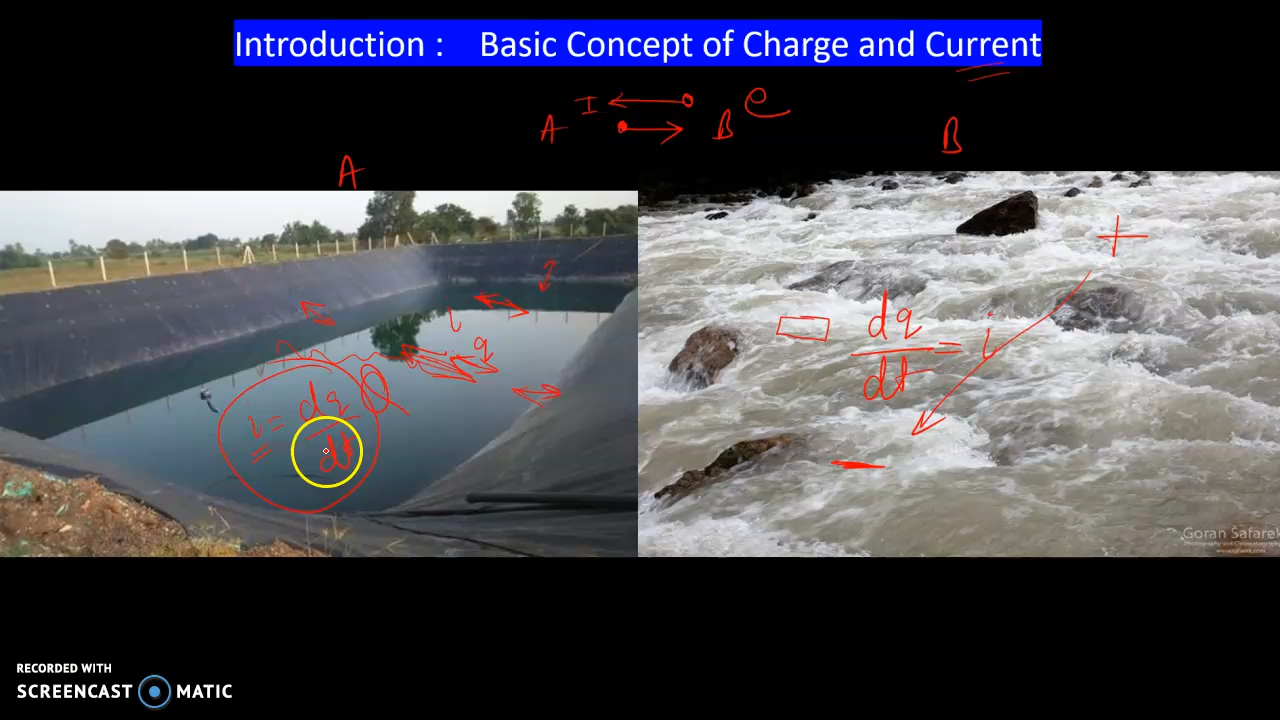 Introduction : Basic Concept of Charge and Current
I e
A B
A
B
i
q
i = dq
dt
Q
+
dq = i
dt
-
Goran Safarek
RECORDED WITH
SCREENCAST MATIC